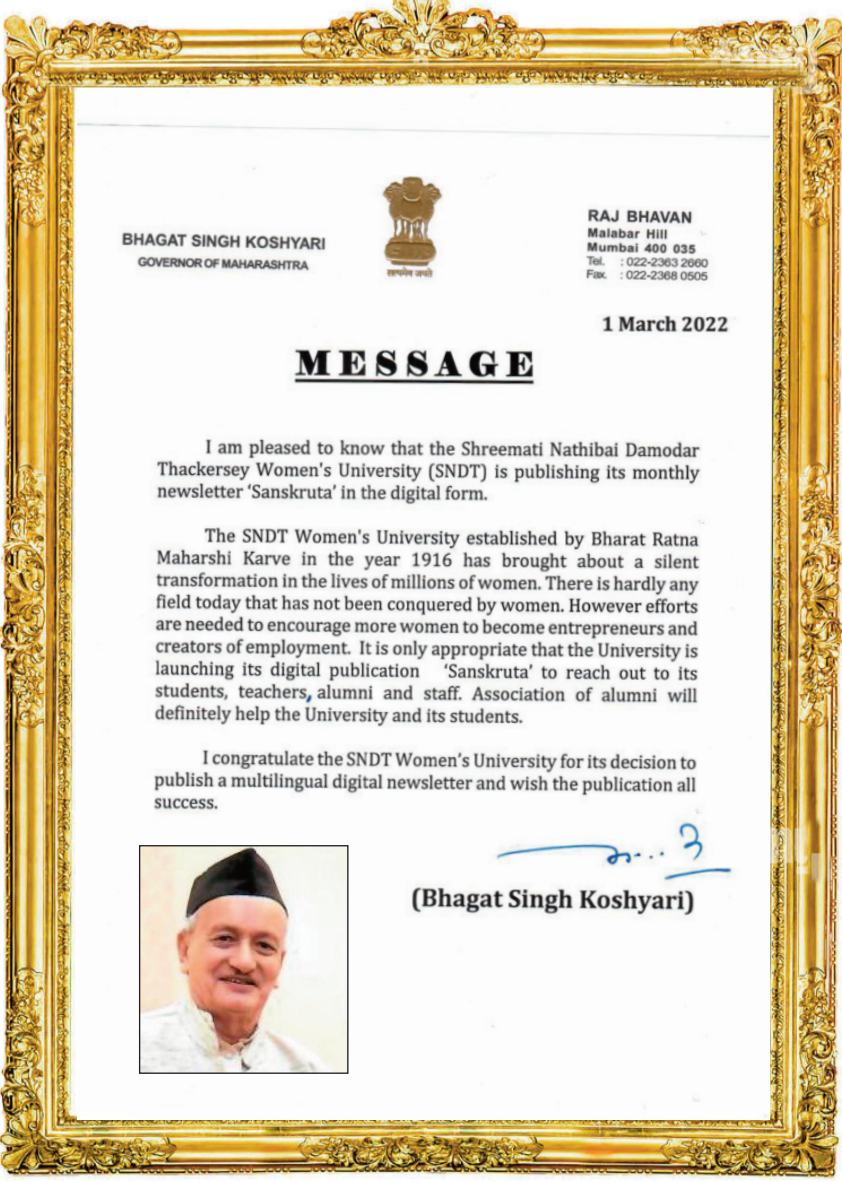 BHAGAT SINGH KOSHYARI
GOVERNOR OF MAHARASHTRA
सत्यमेव जयते
RAJ BHAVAN
Malabar Hill
Mumbai 400 035
Tel. : 022-2363 2660
Fax. : 022-2368 0505
1 March 2022
MESSAGE
I am pleased to know that the Shreemati Nathibai Damodar
Thackersey Women's University (SNDT) is publishing its monthly
newsletter ‘Sanskruta’ in the digital form.
The SNDT Women's University established by Bharat Ratna
Maharshi Karve in the year 1916 has brought about a silent
transformation in the lives of millions of women. There is hardly any
field today that has not been conquered by women. However efforts
are needed to encourage more women to become entrepreneurs and
creators of employment. It is only appropriate that the University is
launching its digital publication ‘Sanskruta’ to reach out to its
students, teachers, alumni and staff. Association of alumni will
definitely help the University and its students.
I congratulate the SNDT Women’s University for its decision to
publish a multilingual digital newsletter and wish the publication all
success.
(Bhagat Singh Koshyari)